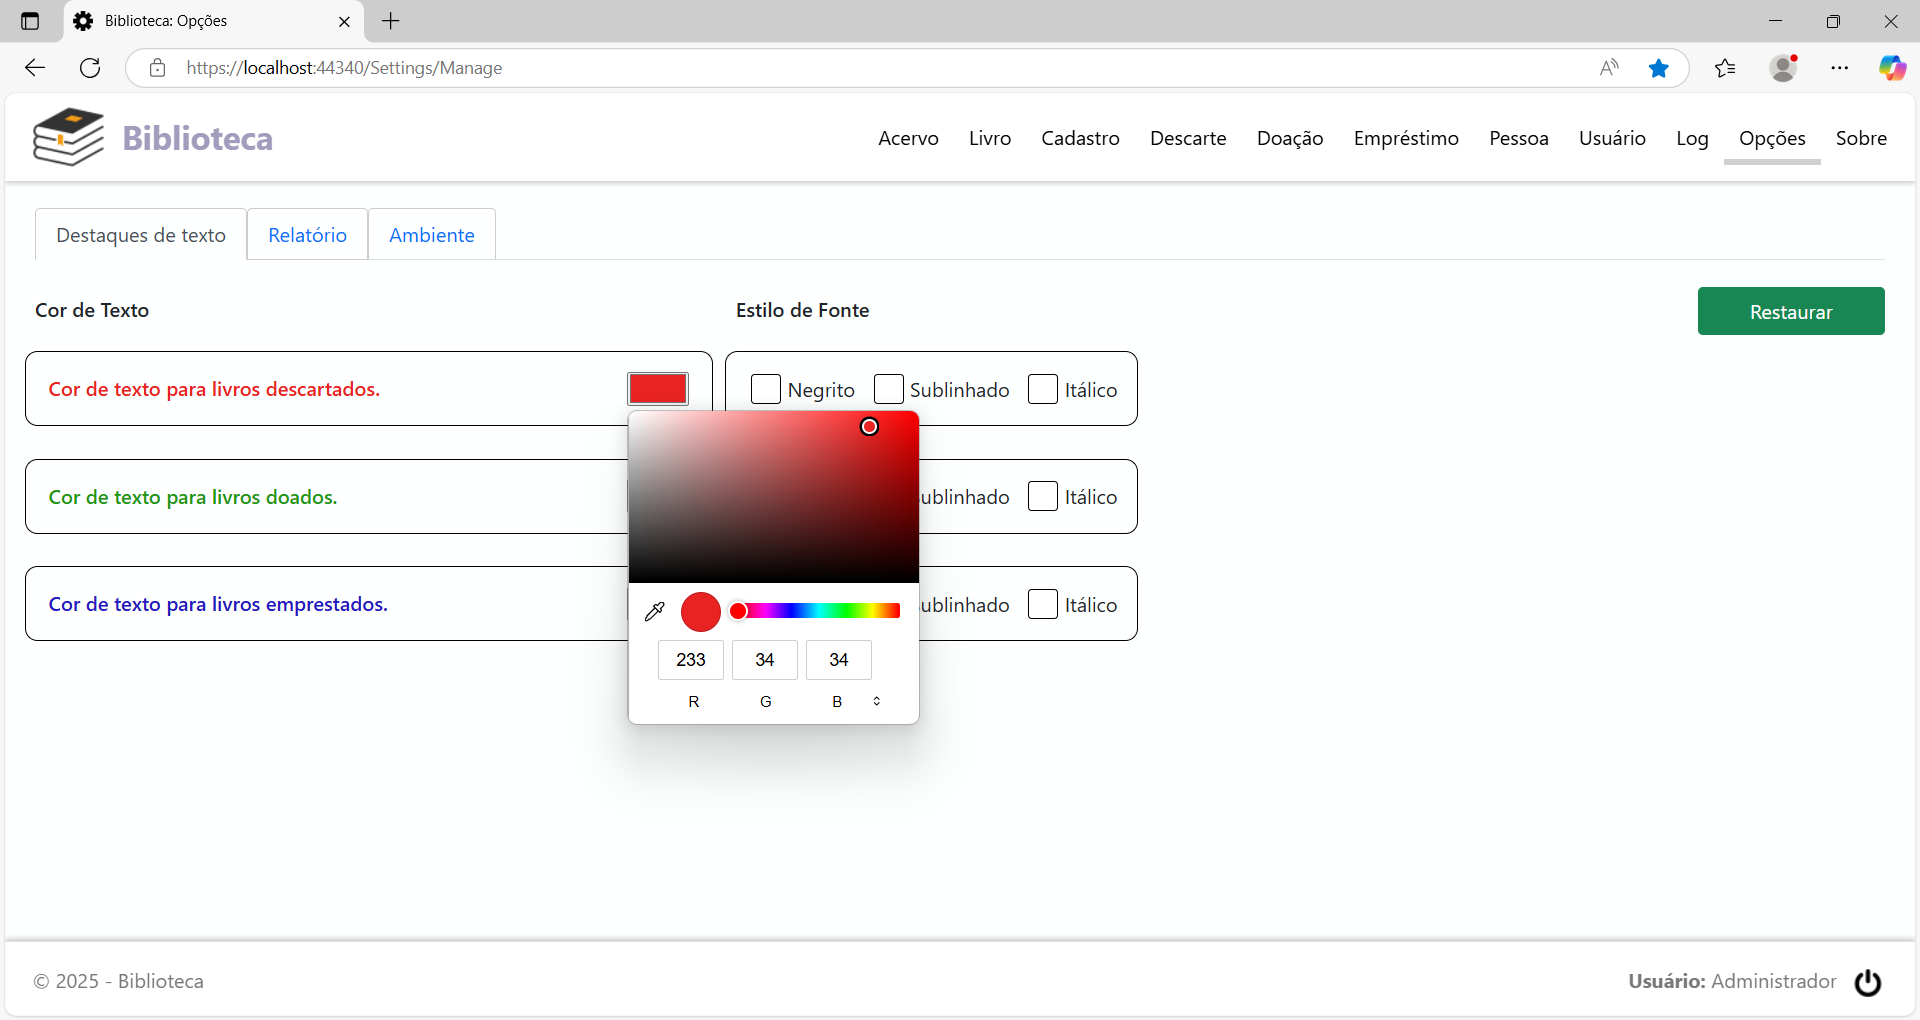 Biblioteca: Opções
https://localhost:44340/Settings/Manage
Biblioteca
Acervo Livro Cadastro Descarte Doação Empréstimo Pessoa Usuário Log Opções Sobre
Destaques de texto Relatório Ambiente
Cor de Texto Estilo de Fonte Restaurar
Cor de texto para livros descartados. Negrito Sublinhado Itálico
Cor de texto para livros doados. ublinhado Itálico
Cor de texto para livros emprestados. ublinhado Itálico
233 34 34
R G B
© 2025 - Biblioteca Usuário: Administrador